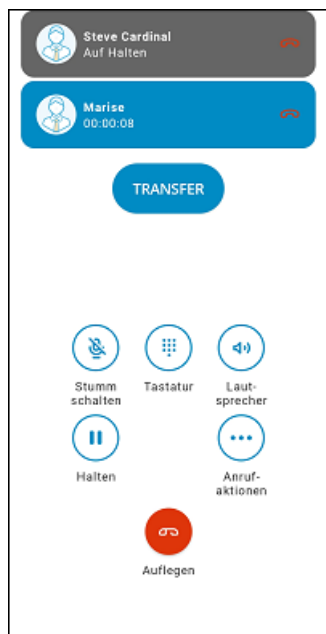 Steve Cardinal
Auf Halten
Marise
00:00:08
TRANSFER
Stumm
schalten
Tastatur
Laut-
sprecher
Halten
Anruf-
aktionen
Auflegen